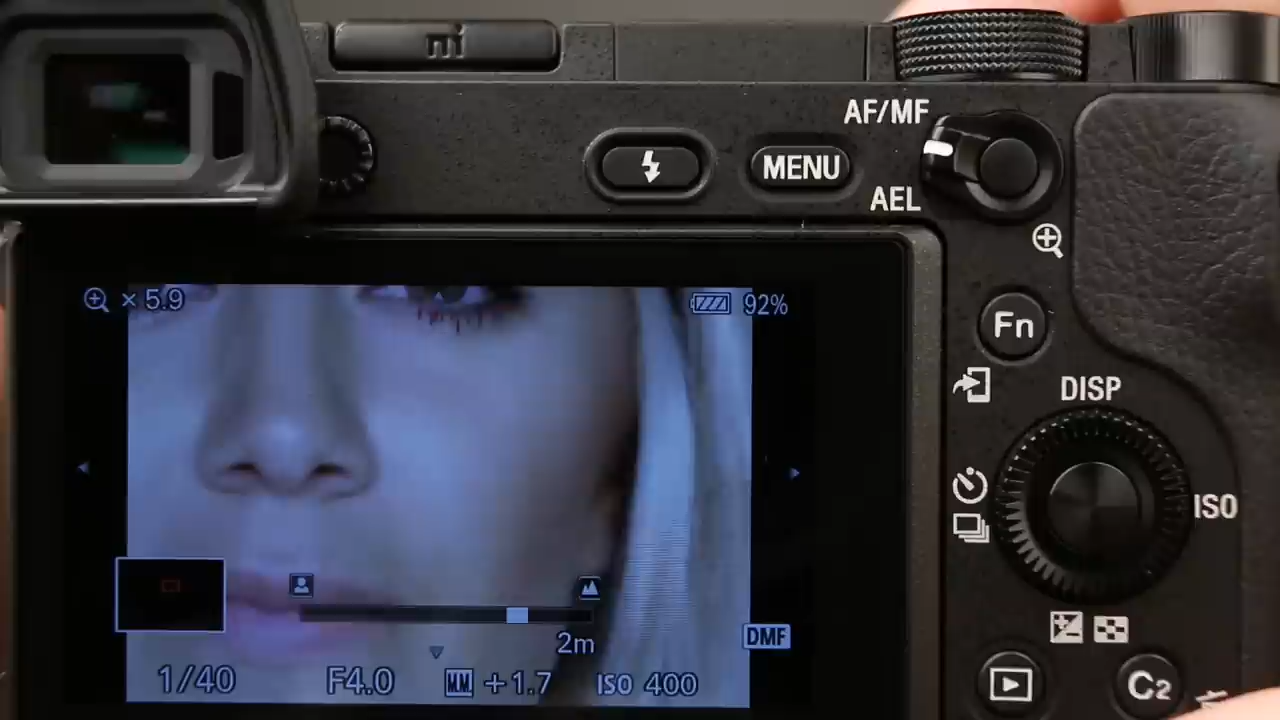 AF/MF
MENU
AEL
× 5.9
92%
Fn
DISP
ISO
2m
DMF
1/40 F4.0 M.M. +1.7 ISO 400
C2